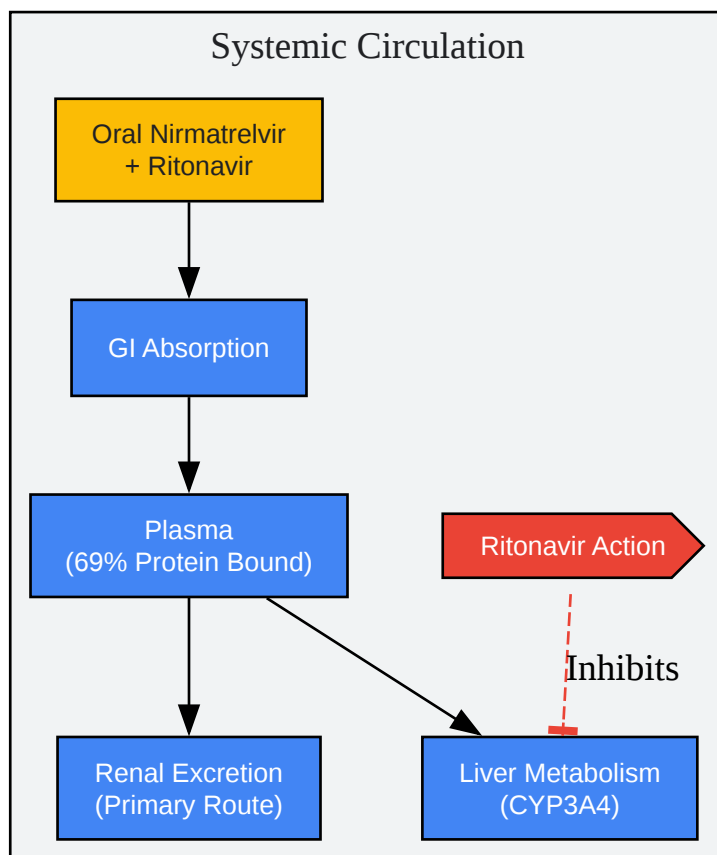 Systemic Circulation
Oral Nirmatrelvir
+ Ritonavir
GI Absorption
Plasma
(69% Protein Bound)
Ritonavir Action
Inhibits
Renal Excretion
(Primary Route)
Liver Metabolism
(CYP3A4)